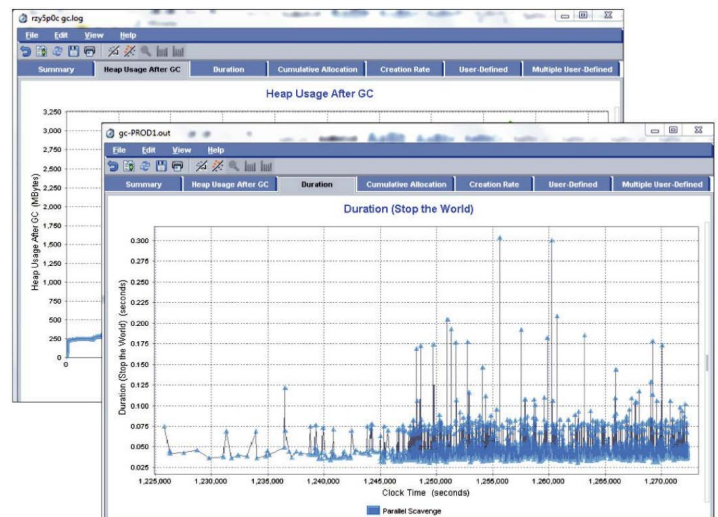 rzy5p0c gc.log
File Edit View Help
Summary Heap Usage After GC Duration Cumulative Allocation Creation Rate User-Defined Multiple User-Defined
Heap Usage After GC
Heap Usage After GC (MBytes)
3,250
3,000
2,750
2,500
2,250
2,000
1,750
1,500
1,250
1,000
750
500
250
0
0
gc-PROD1.out
File Edit View Help
Summary Heap Usage After GC Duration Cumulative Allocation Creation Rate User-Defined Multiple User-Defined
Duration (Stop the World)
Duration (Stop the World) (seconds)
0.300
0.275
0.250
0.225
0.200
0.175
0.150
0.125
0.100
0.075
0.050
0.025
1,225,000 1,230,000 1,235,000 1,240,000 1,245,000 1,250,000 1,255,000 1,260,000 1,265,000 1,270,000
Clock Time (seconds)
Parallel Scavenge